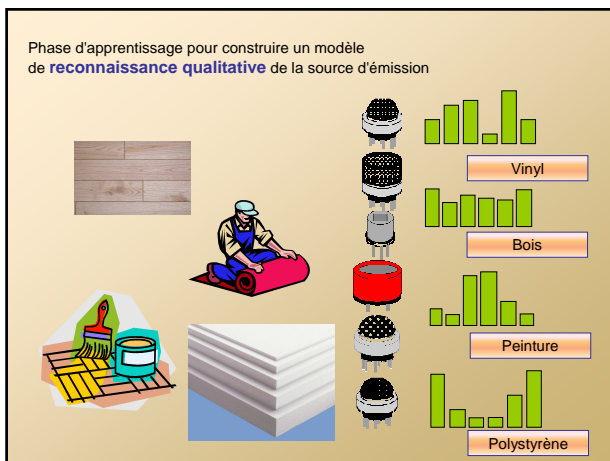 Phase d'apprentissage pour construire un modèle
de reconnaissance qualitative de la source d'émission
Vinyl
Bois
Peinture
Polystyrène